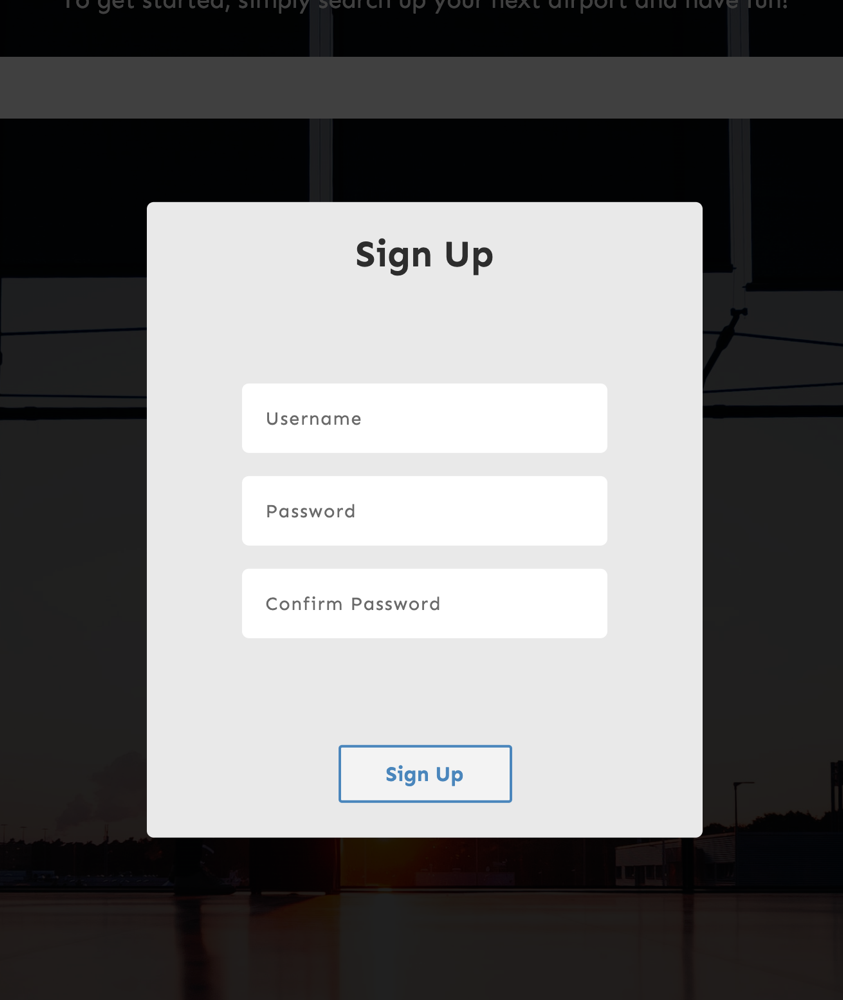 To get started, simply search up your next airport and have fun!
Sign Up
Username
Password
Confirm Password
Sign Up